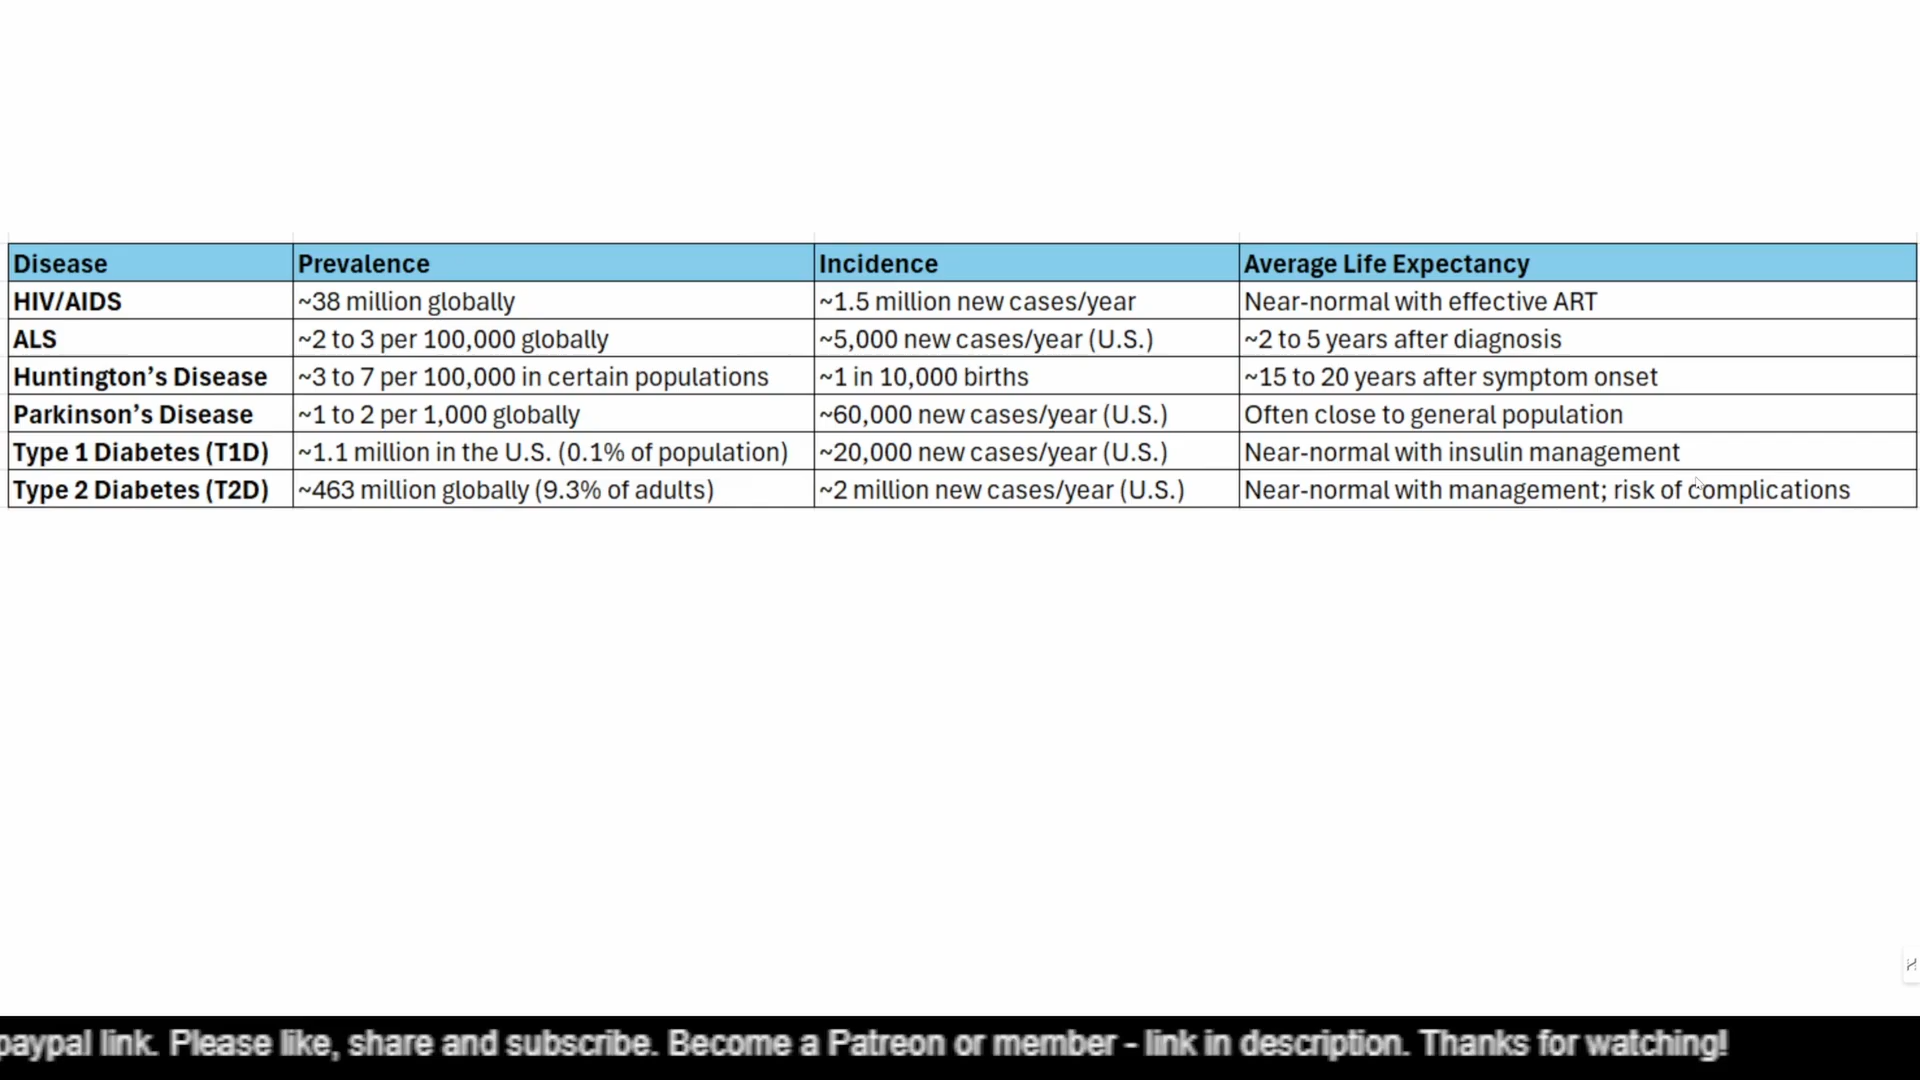 Disease Prevalence Incidence Average Life Expectancy
HIV/AIDS ~38 million globally ~1.5 million new cases/year Near-normal with effective ART
ALS ~2 to 3 per 100,000 globally ~5,000 new cases/year (U.S.) ~2 to 5 years after diagnosis
Huntington’s Disease ~3 to 7 per 100,000 in certain populations ~1 in 10,000 births ~15 to 20 years after symptom onset
Parkinson’s Disease ~1 to 2 per 1,000 globally ~60,000 new cases/year (U.S.) Often close to general population
Type 1 Diabetes (T1D) ~1.1 million in the U.S. (0.1% of population) ~20,000 new cases/year (U.S.) Near-normal with insulin management
Type 2 Diabetes (T2D) ~463 million globally (9.3% of adults) ~2 million new cases/year (U.S.) Near-normal with management; risk of complications
paypal link. Please like, share and subscribe. Become a Patreon or member - link in description. Thanks for watching!